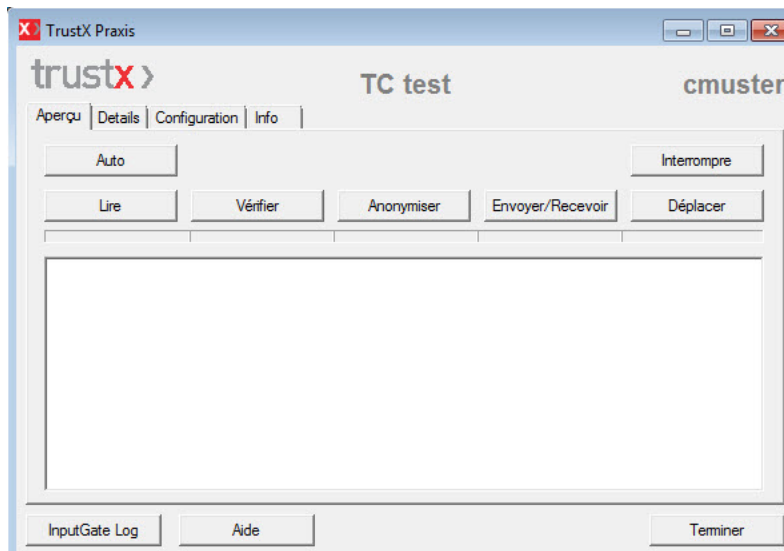 TrustX Praxis
trustx
TC test
cmuster
Aperçu Details Configuration Info
Auto Interrompre
Lire Vérifier Anonymiser Envoyer/Recevoir Déplacer
InputGate Log Aide Terminer